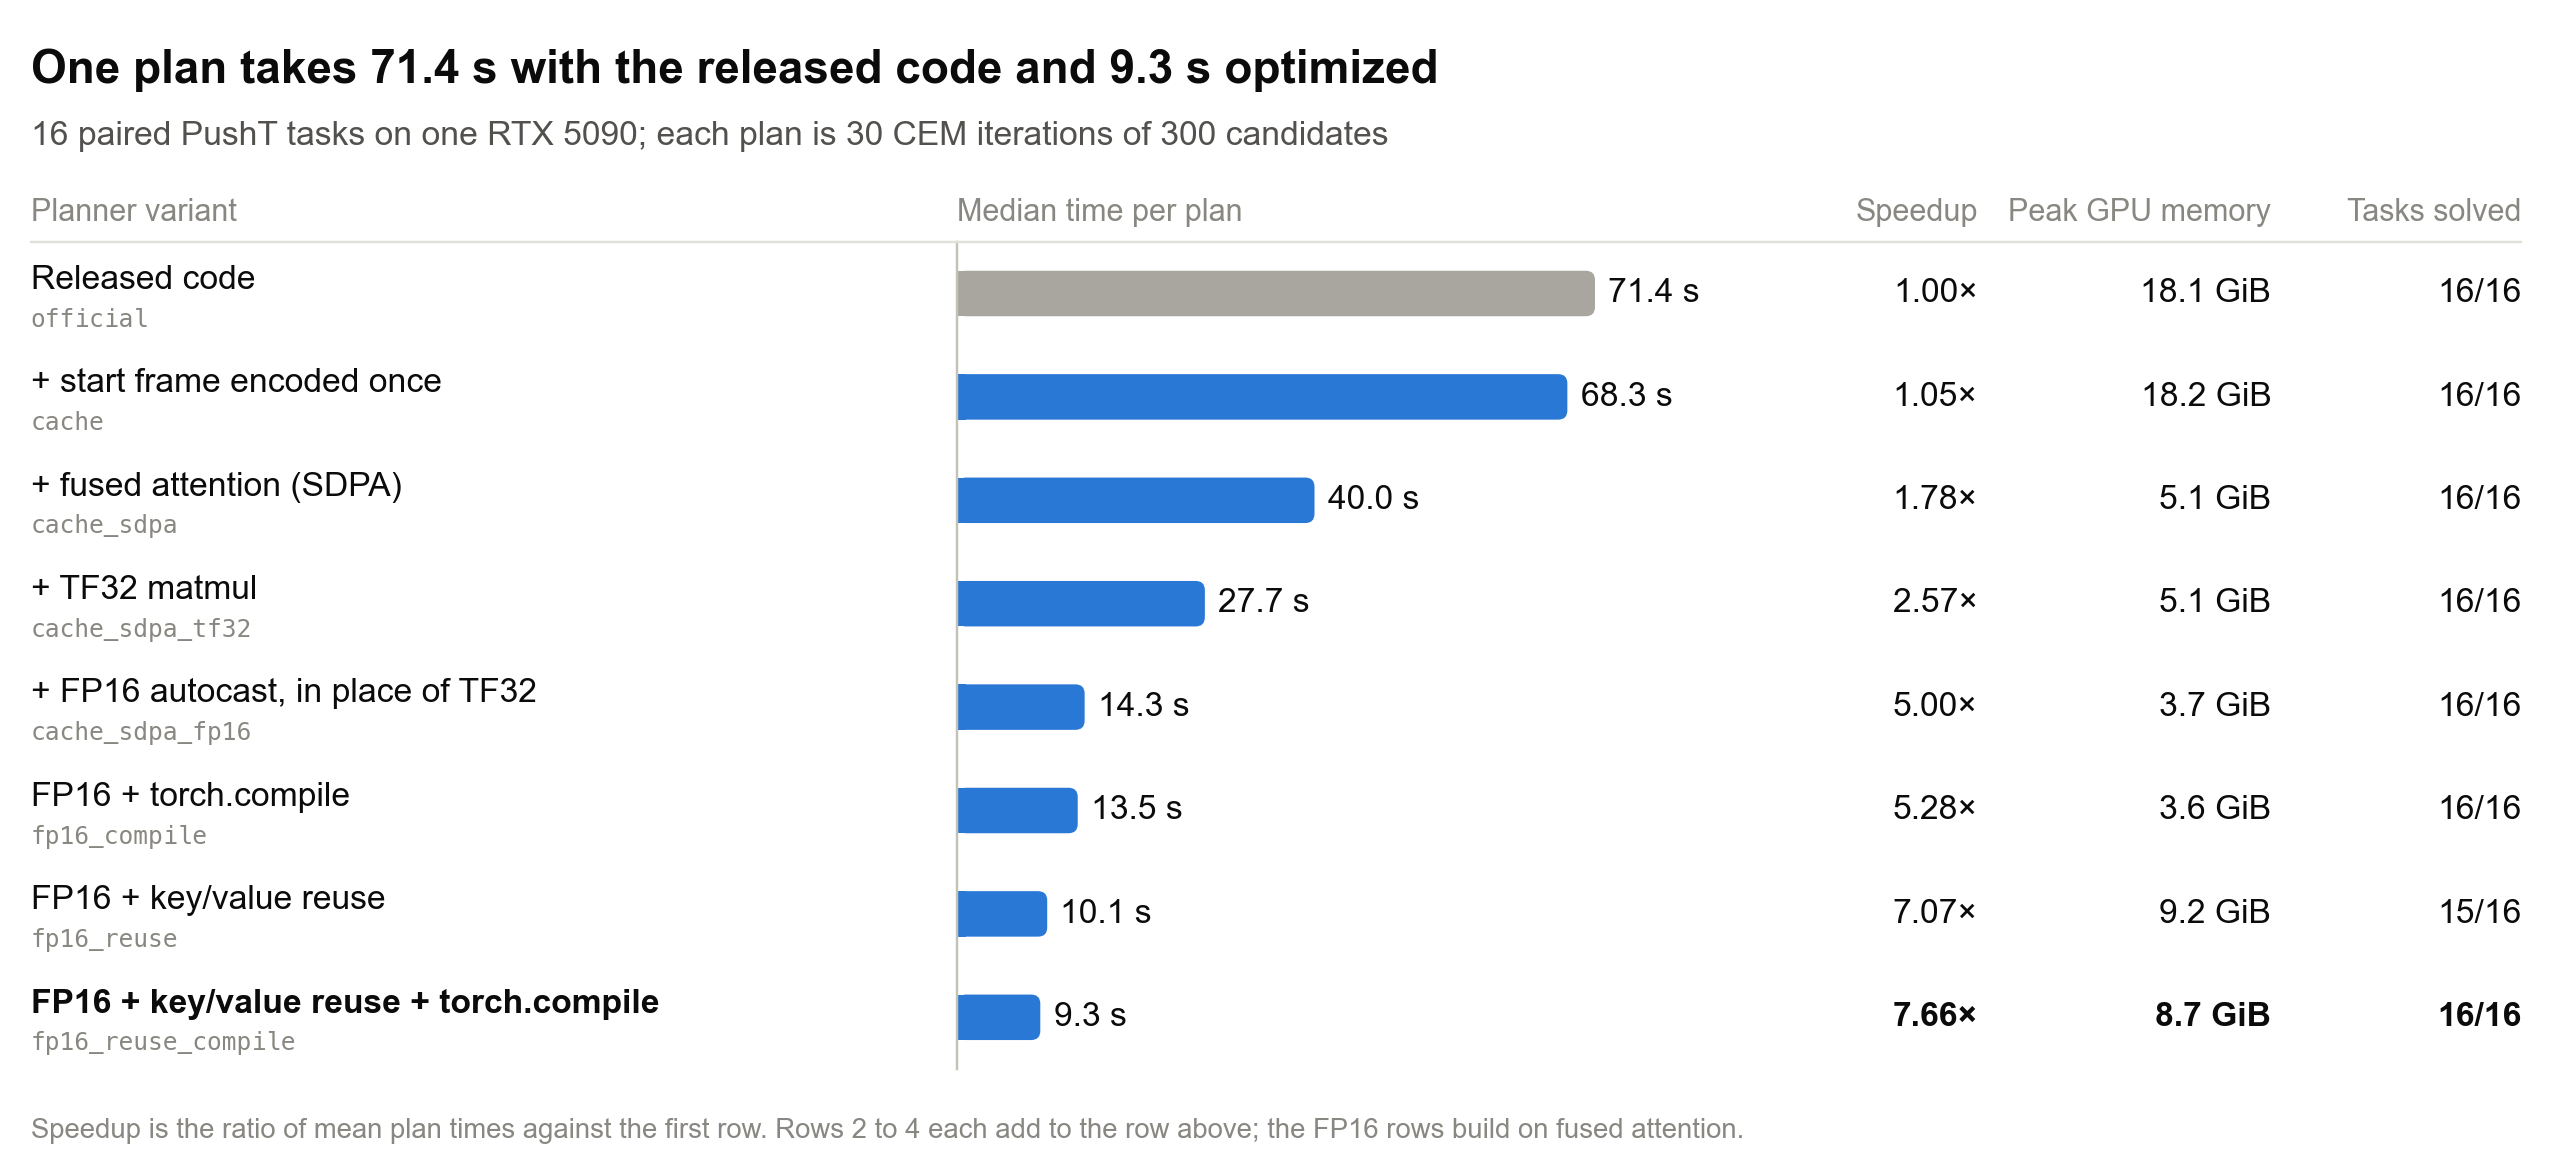 One plan takes 71.4 s with the released code and 9.3 s optimized
16 paired PushT tasks on one RTX 5090; each plan is 30 CEM iterations of 300 candidates
Planner variant Median time per plan Speedup Peak GPU memory Tasks solved
Released code 71.4 s 1.00× 18.1 GiB 16/16
official
+ start frame encoded once 68.3 s 1.05× 18.2 GiB 16/16
cache
+ fused attention (SDPA) 40.0 s 1.78× 5.1 GiB 16/16
cache_sdpa
+ TF32 matmul 27.7 s 2.57× 5.1 GiB 16/16
cache_sdpa_tf32
+ FP16 autocast, in place of TF32 14.3 s 5.00× 3.7 GiB 16/16
cache_sdpa_fp16
FP16 + torch.compile 13.5 s 5.28× 3.6 GiB 16/16
fp16_compile
FP16 + key/value reuse 10.1 s 7.07× 9.2 GiB 15/16
fp16_reuse
FP16 + key/value reuse + torch.compile 9.3 s 7.66× 8.7 GiB 16/16
fp16_reuse_compile
Speedup is the ratio of mean plan times against the first row. Rows 2 to 4 each add to the row above; the FP16 rows build on fused attention.